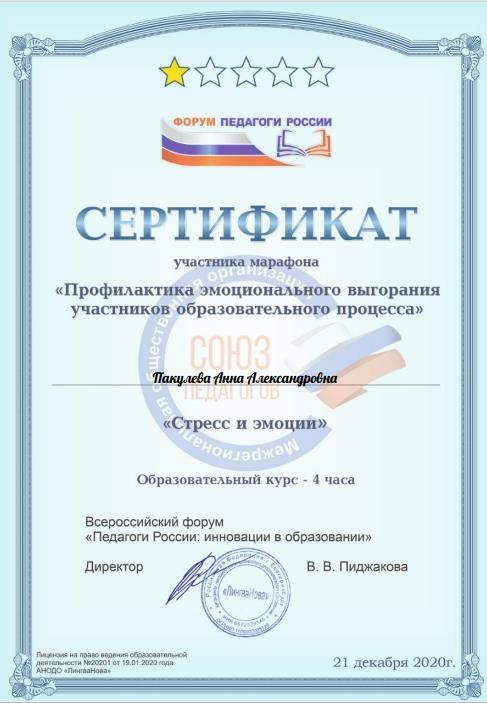 ФОРУМ ПЕДАГОГИ РОССИИ
СЕРТИФИКАТ
участника марафона
«Профилактика эмоционального выгорания
участников образовательного процесса»
Межрегиональная общественная организация
СОЮЗ
ПЕДАГОГОВ
Пакулева Анна Александровна
«Стресс и эмоции»
Образовательный курс - 4 часа
Всероссийский форум
«Педагоги России: инновации в образовании»
Директор
В. В. Пиджакова
«ЛингваНова»
Лицензия на право ведения образовательной
деятельности №20201 от 19.01.2020 года.
АНОДО «ЛингваНова»
21 декабря 2020г.